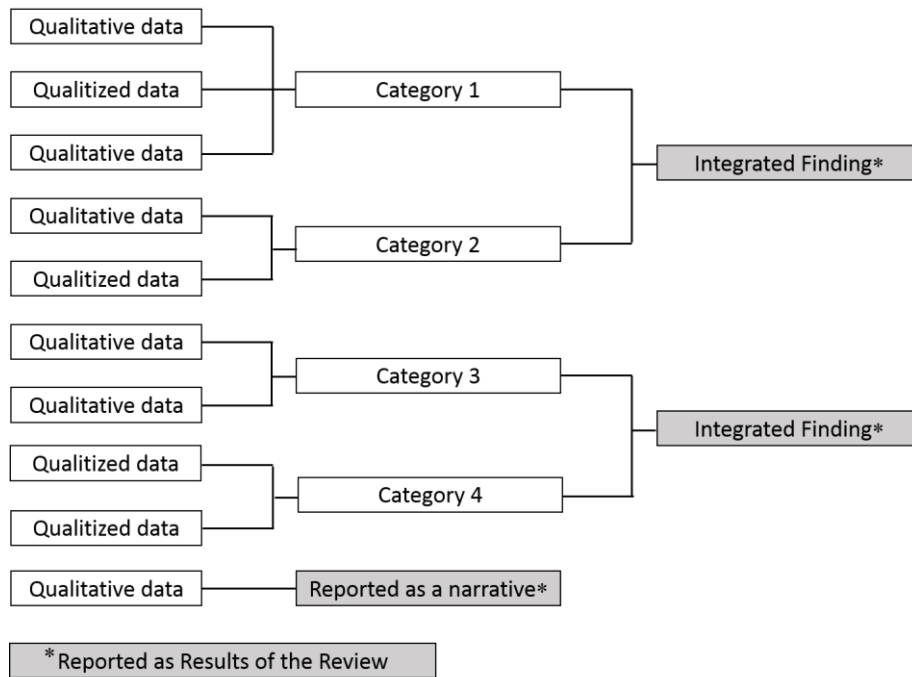 Qualitative data
Qualitized data
Qualitative data
Category 1
Qualitative data
Qualitized data
Category 2
Integrated Finding*
Qualitative data
Qualitative data
Category 3
Qualitized data
Qualitized data
Category 4
Integrated Finding*
Qualitative data
Reported as a narrative*
*Reported as Results of the Review